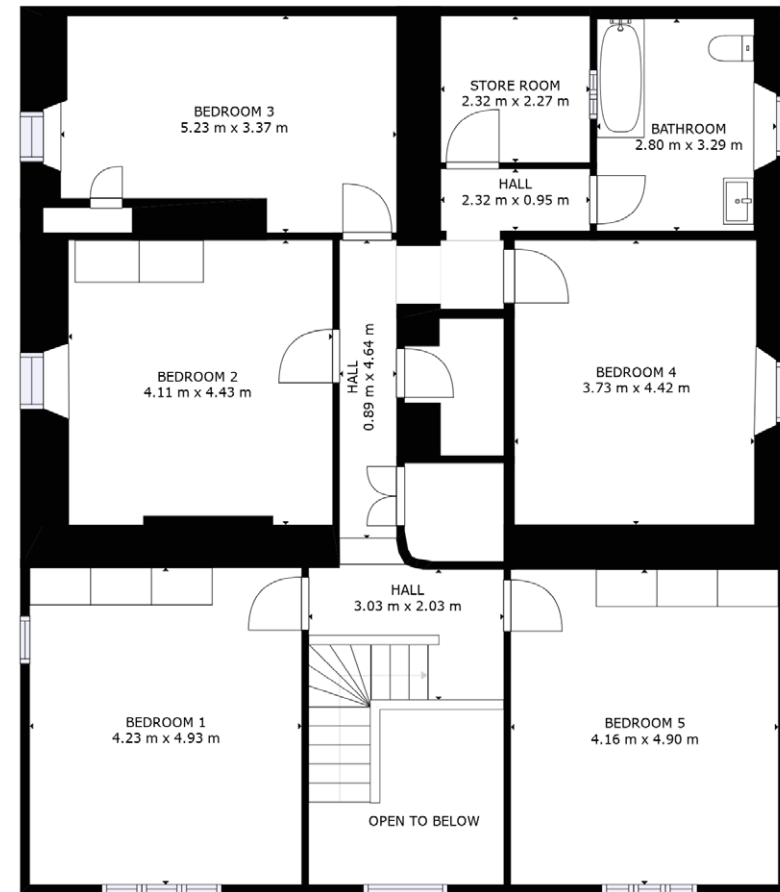 BEDROOM 3
5.23 m x 3.37 m
STORE ROOM
2.32 m x 2.27 m
BATHROOM
2.80 m x 3.29 m
HALL
2.32 m x 0.95 m
BEDROOM 2
4.11 m x 4.43 m
HALL
0.89 m x 4.64 m
BEDROOM 4
3.73 m x 4.42 m
HALL
3.03 m x 2.03 m
BEDROOM 1
4.23 m x 4.93 m
BEDROOM 5
4.16 m x 4.90 m
OPEN TO BELOW